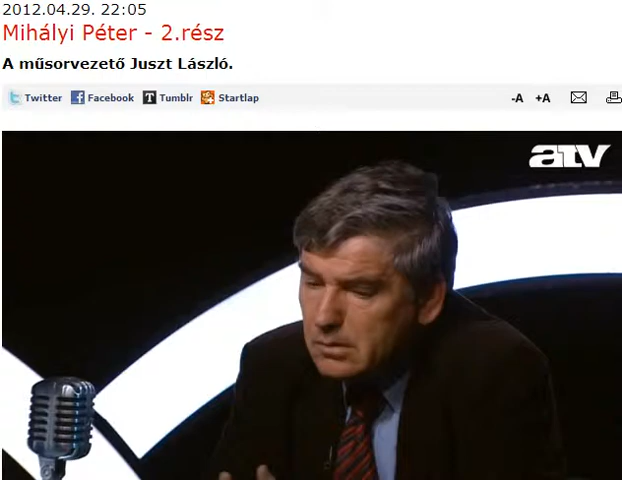 2012.04.29. 22:05
Mihályi Péter - 2.rész
A műsorvezető Juszt László.
Twitter Facebook Tumblr Startlap -A +A
atv